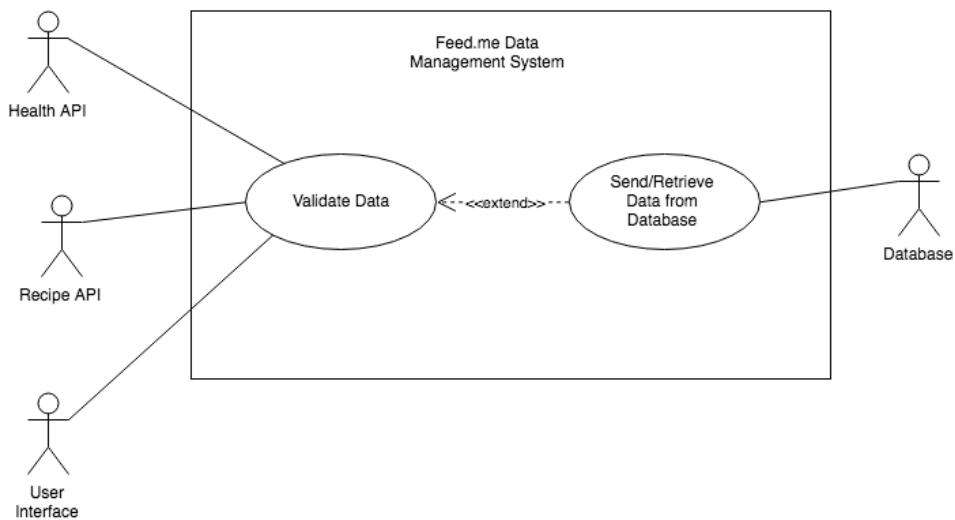 Feed.me Data
Management System
Health API
Validate Data
<<extend>>
Send/Retrieve
Data from
Database
Database
Recipe API
User
Interface